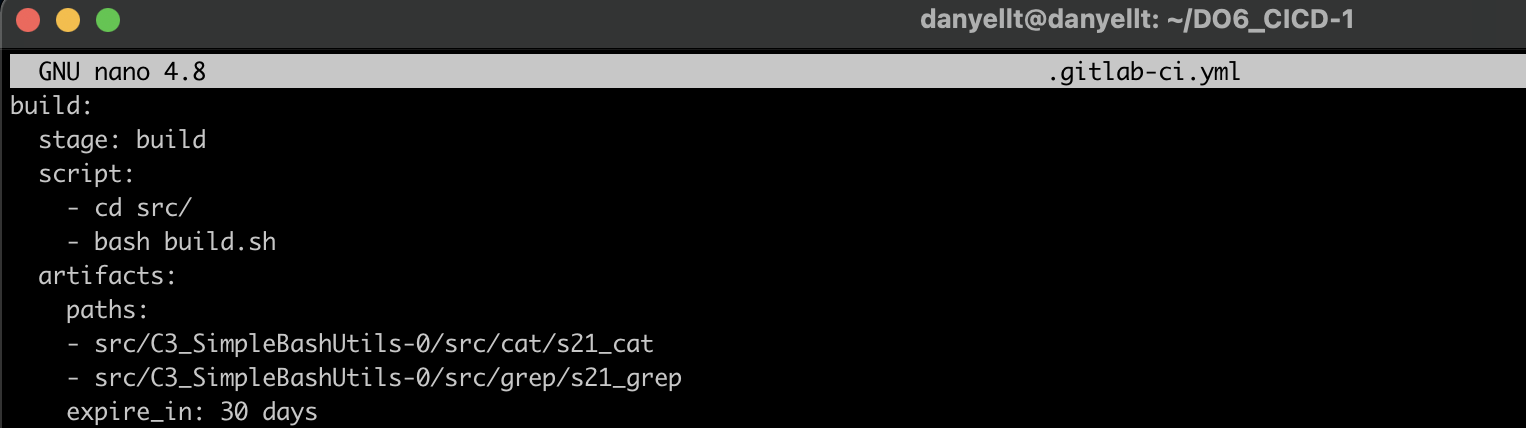 danyellt@danyellt: ~/DO6_CICD-1
GNU nano 4.8 .gitlab-ci.yml
build:
  stage: build
  script:
    - cd src/
    - bash build.sh
  artifacts:
    paths:
    - src/C3_SimpleBashUtils-0/src/cat/s21_cat
    - src/C3_SimpleBashUtils-0/src/grep/s21_grep
    expire_in: 30 days